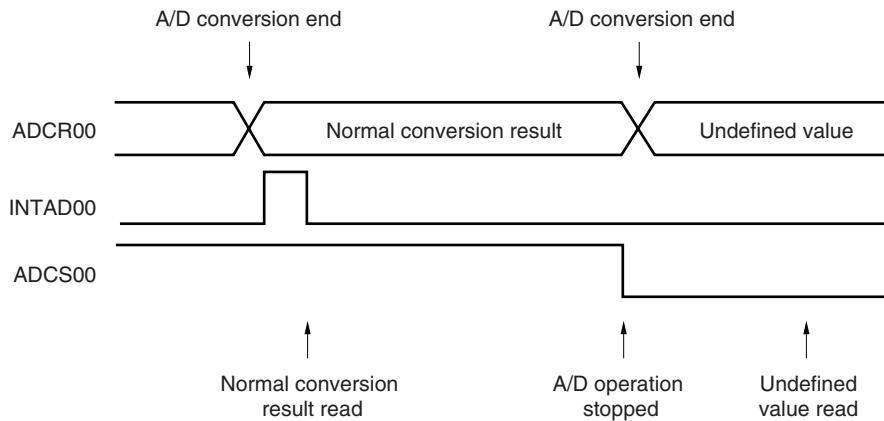 A/D conversion end
A/D conversion end
ADCR00
Normal conversion result
Undefined value
INTAD00
ADCS00
Normal conversion
result read
A/D operation
stopped
Undefined
value read